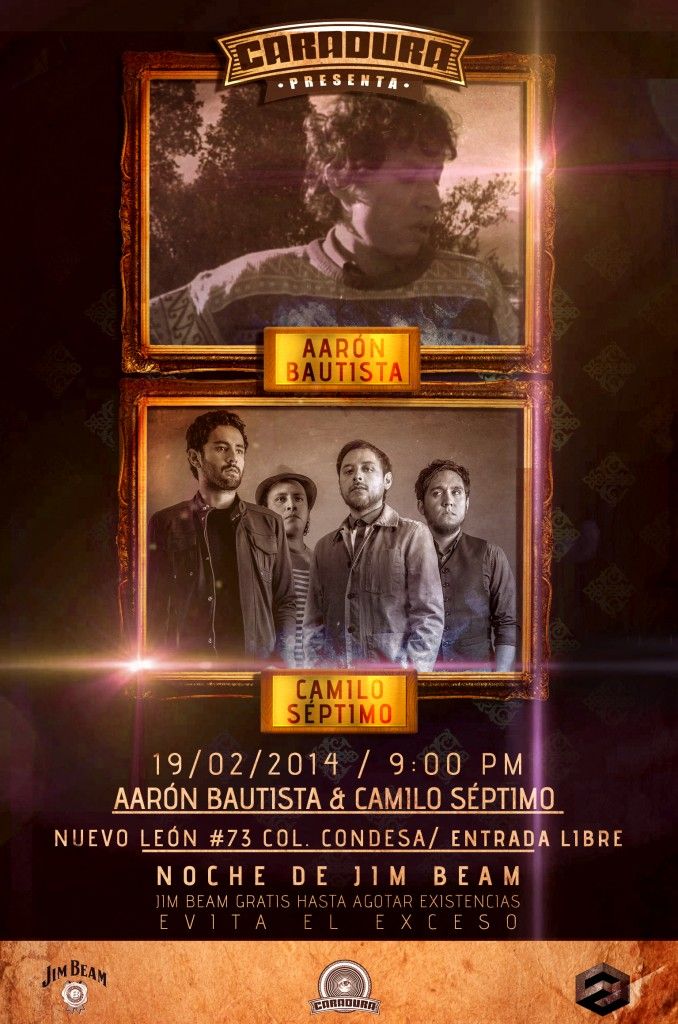 CARADURA
• PRESENTA •
AARÓN
BAUTISTA
CAMILO
SÉPTIMO
19/02/2014 / 9:00 PM
AARÓN BAUTISTA & CAMILO SÉPTIMO
NUEVO LEÓN #73 COL. CONDESA/ ENTRADA LIBRE
NOCHE DE JIM BEAM
JIM BEAM GRATIS HASTA AGOTAR EXISTENCIAS
EVITA EL EXCESO
JIM BEAM
CARADURA